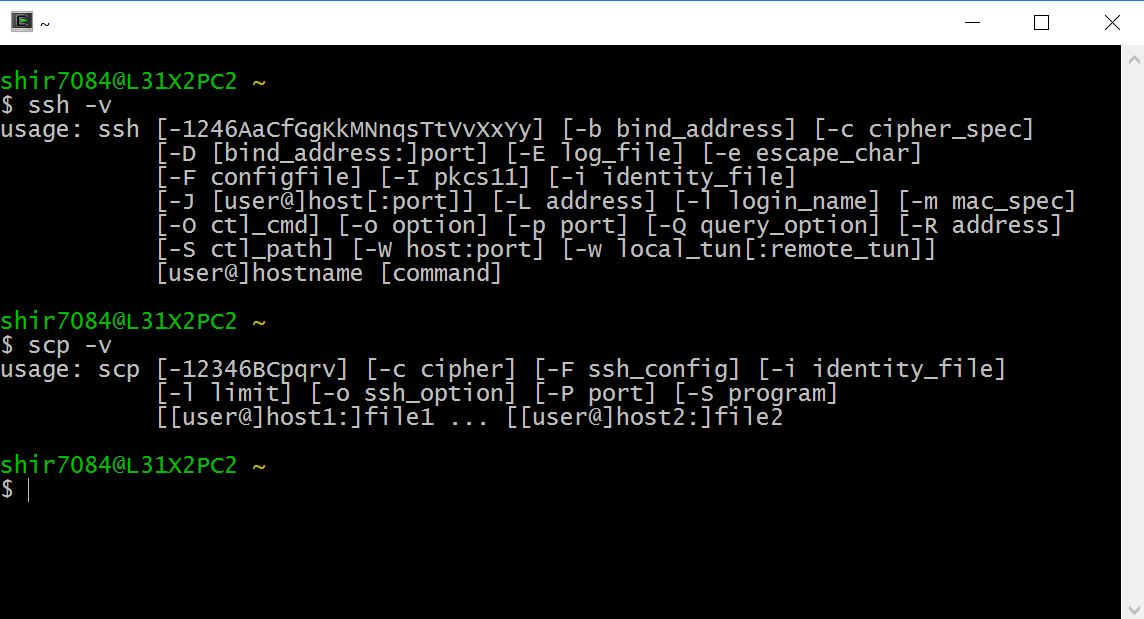 ~
shir7084@L31X2PC2 ~
$ ssh -v
usage: ssh [-1246AaCfGgKkMNnqsTtVvXxYy] [-b bind_address] [-c cipher_spec]
           [-D [bind_address:]port] [-E log_file] [-e escape_char]
           [-F configfile] [-I pkcs11] [-i identity_file]
           [-J [user@]host[:port]] [-L address] [-l login_name] [-m mac_spec]
           [-O ctl_cmd] [-o option] [-p port] [-Q query_option] [-R address]
           [-S ctl_path] [-W host:port] [-w local_tun[:remote_tun]]
           [user@]hostname [command]
shir7084@L31X2PC2 ~
$ scp -v
usage: scp [-12346BCpqrv] [-c cipher] [-F ssh_config] [-i identity_file]
           [-l limit] [-o ssh_option] [-P port] [-S program]
           [[user@]host1:]file1 ... [[user@]host2:]file2
shir7084@L31X2PC2 ~
$